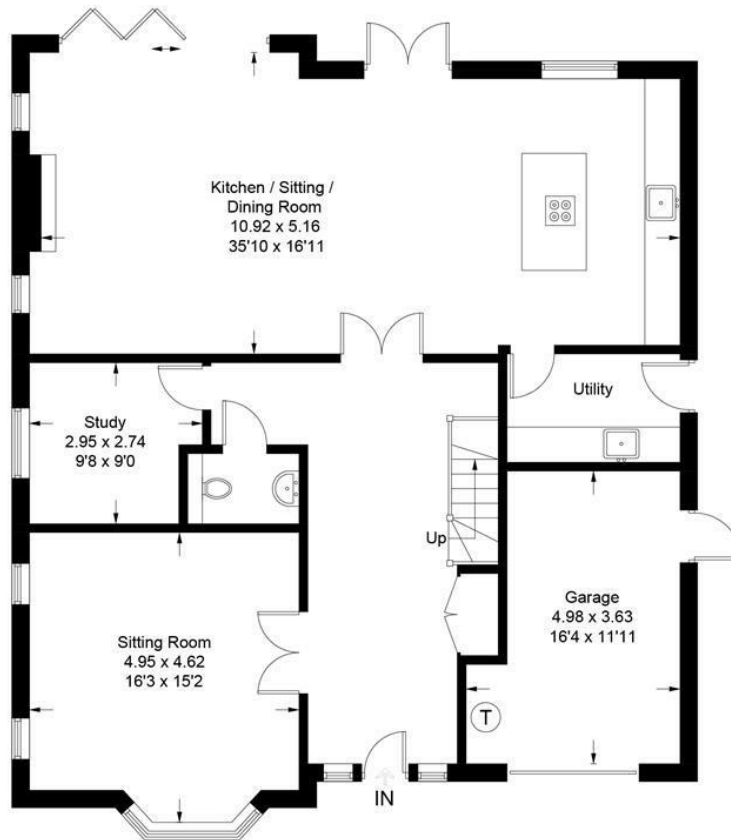 Kitchen / Sitting /
Dining Room
10.92 x 5.16
35'10 x 16'11
Study
2.95 x 2.74
9'8 x 9'0
Utility
Up
Sitting Room
4.95 x 4.62
16'3 x 15'2
Garage
4.98 x 3.63
16'4 x 11'11
T
IN